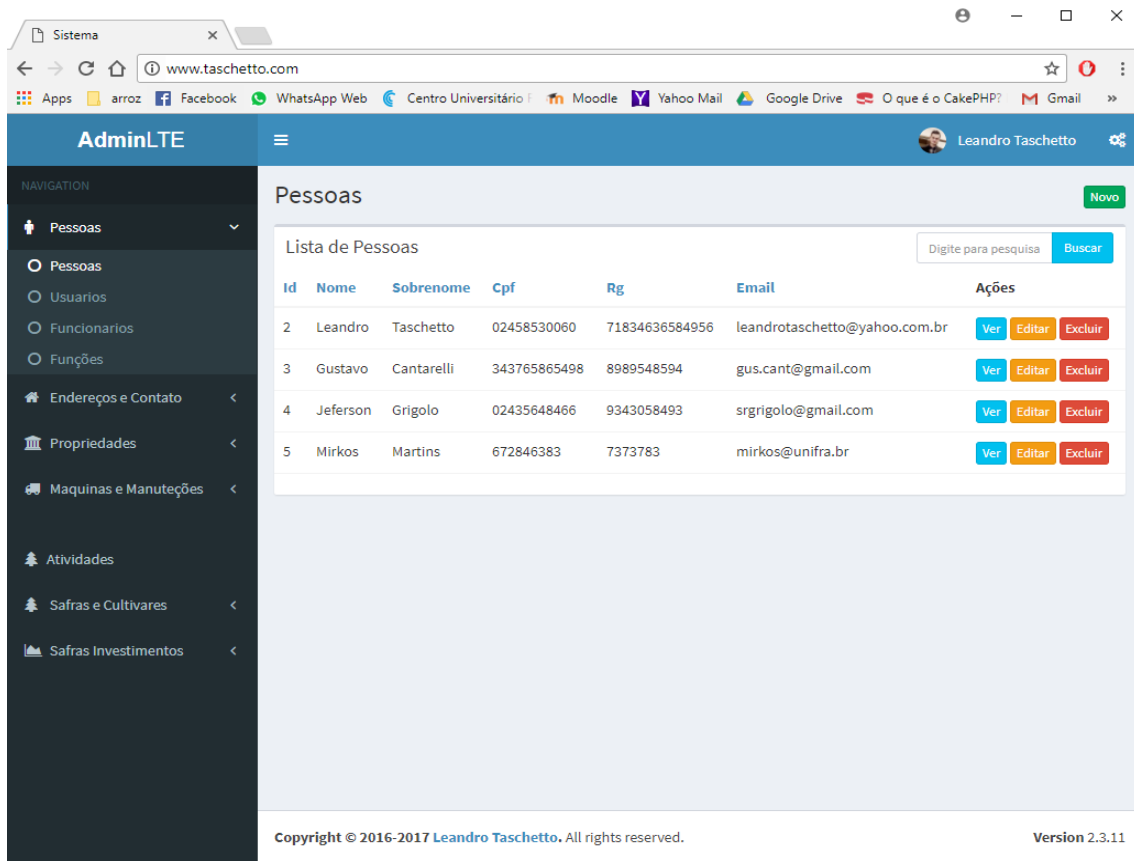 Sistema
www.taschetto.com
Apps arroz Facebook WhatsApp Web Centro Universitário Moodle Yahoo Mail Google Drive O que é o CakePHP? Gmail »
AdminLTE
Leandro Taschetto
NAVIGATION
Pessoas
Pessoas
Usuarios
Funcionarios
Funções
Endereços e Contato
Propriedades
Maquinas e Manuteções
Atividades
Safras e Cultivares
Safras Investimentos
Pessoas
Novo
Lista de Pessoas
Digite para pesquisa Buscar
Id Nome Sobrenome Cpf Rg Email Ações
2 Leandro Taschetto 02458530060 71834636584956 leandrotaschetto@yahoo.com.br Ver Editar Excluir
3 Gustavo Cantarelli 343765865498 8989548594 gus.cant@gmail.com Ver Editar Excluir
4 Jeferson Grigolo 02435648466 9343058493 srgrigolo@gmail.com Ver Editar Excluir
5 Mirkos Martins 672846383 7373783 mirkos@unifra.br Ver Editar Excluir
Copyright © 2016-2017 Leandro Taschetto. All rights reserved.
Version 2.3.11